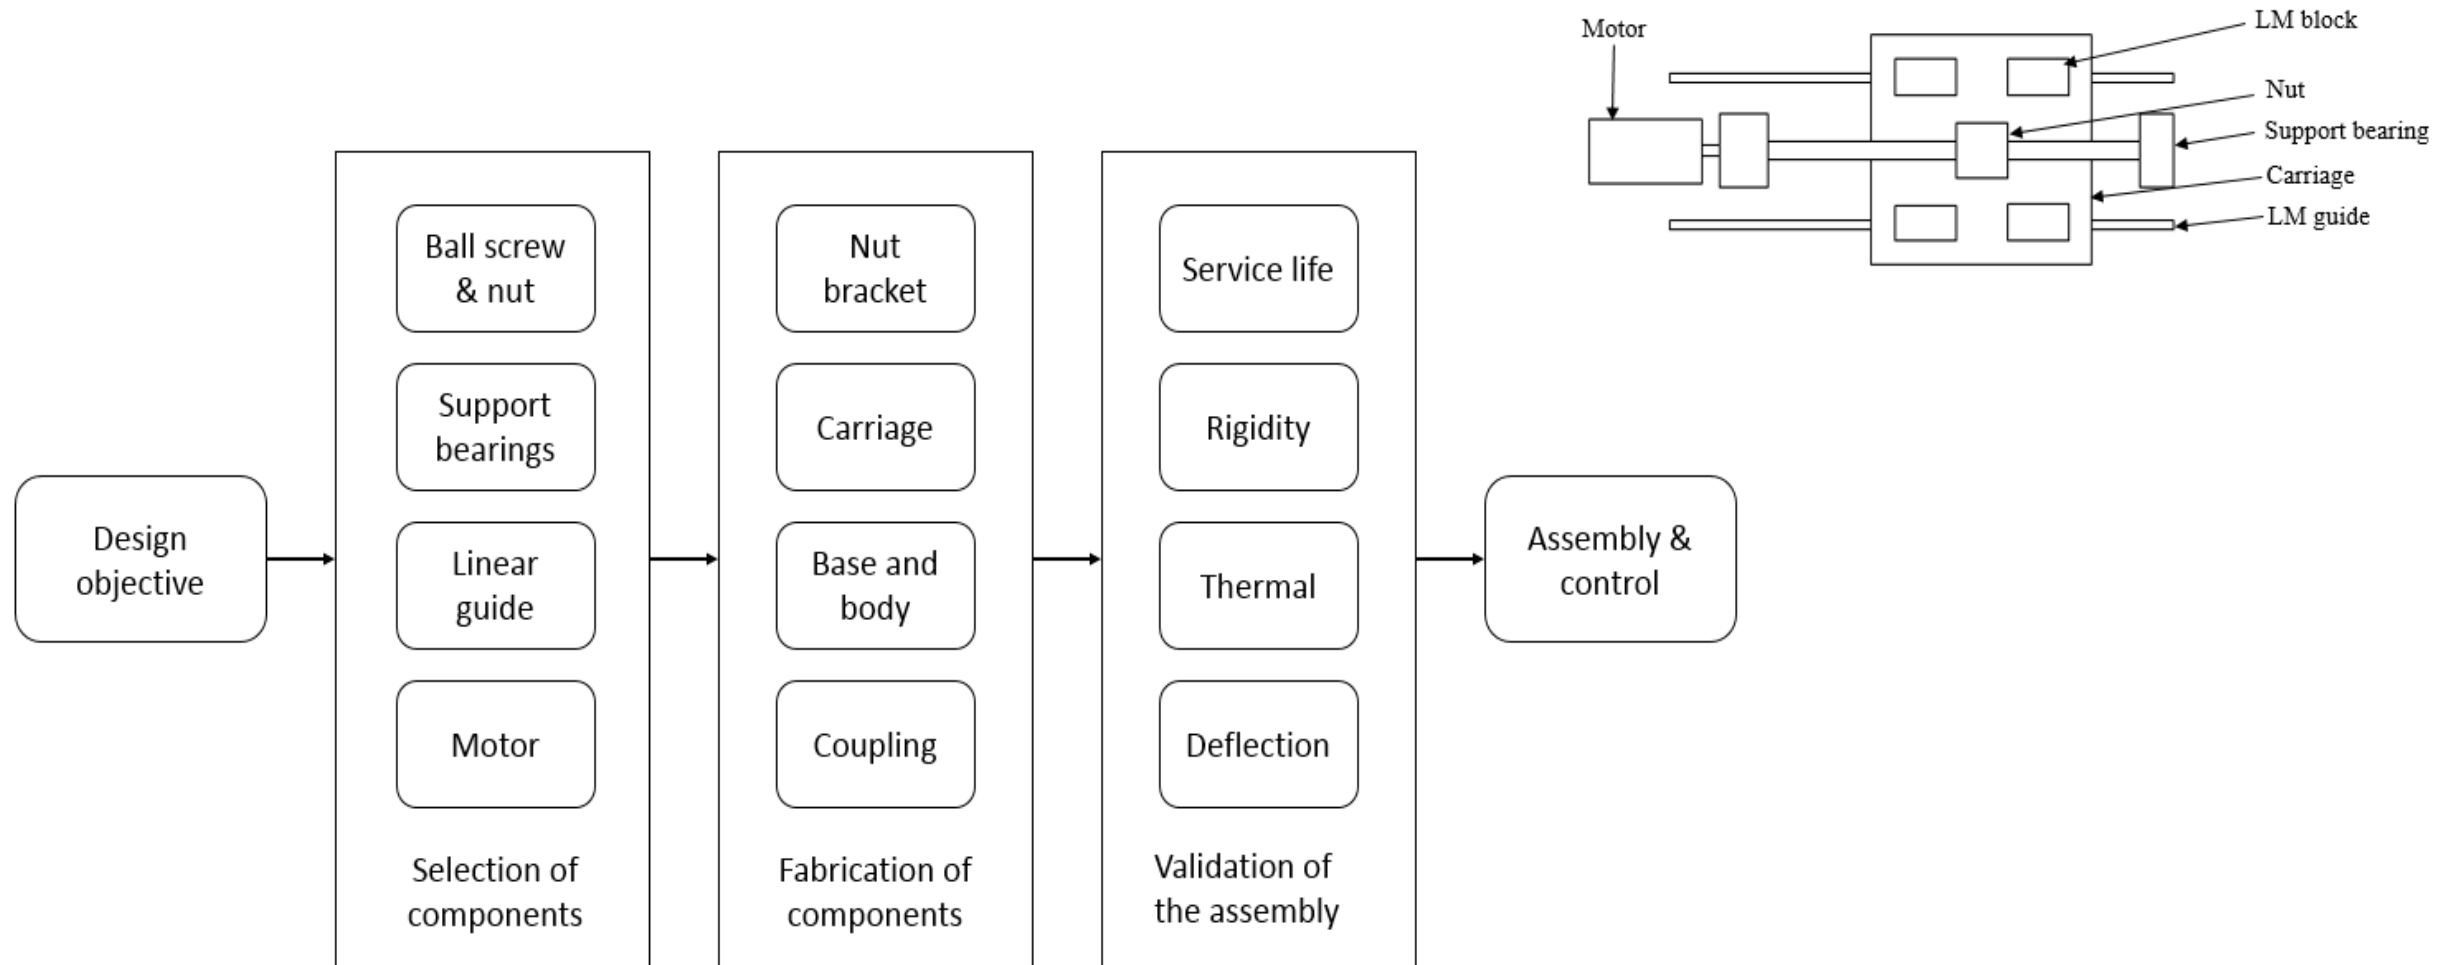 Design
objective
Ball screw
& nut
Support
bearings
Linear
guide
Motor
Selection of
components
Nut
bracket
Carriage
Base and
body
Coupling
Fabrication of
components
Service life
Rigidity
Thermal
Deflection
Validation of
the assembly
Assembly &
control
Motor
LM block
Nut
Support bearing
Carriage
LM guide